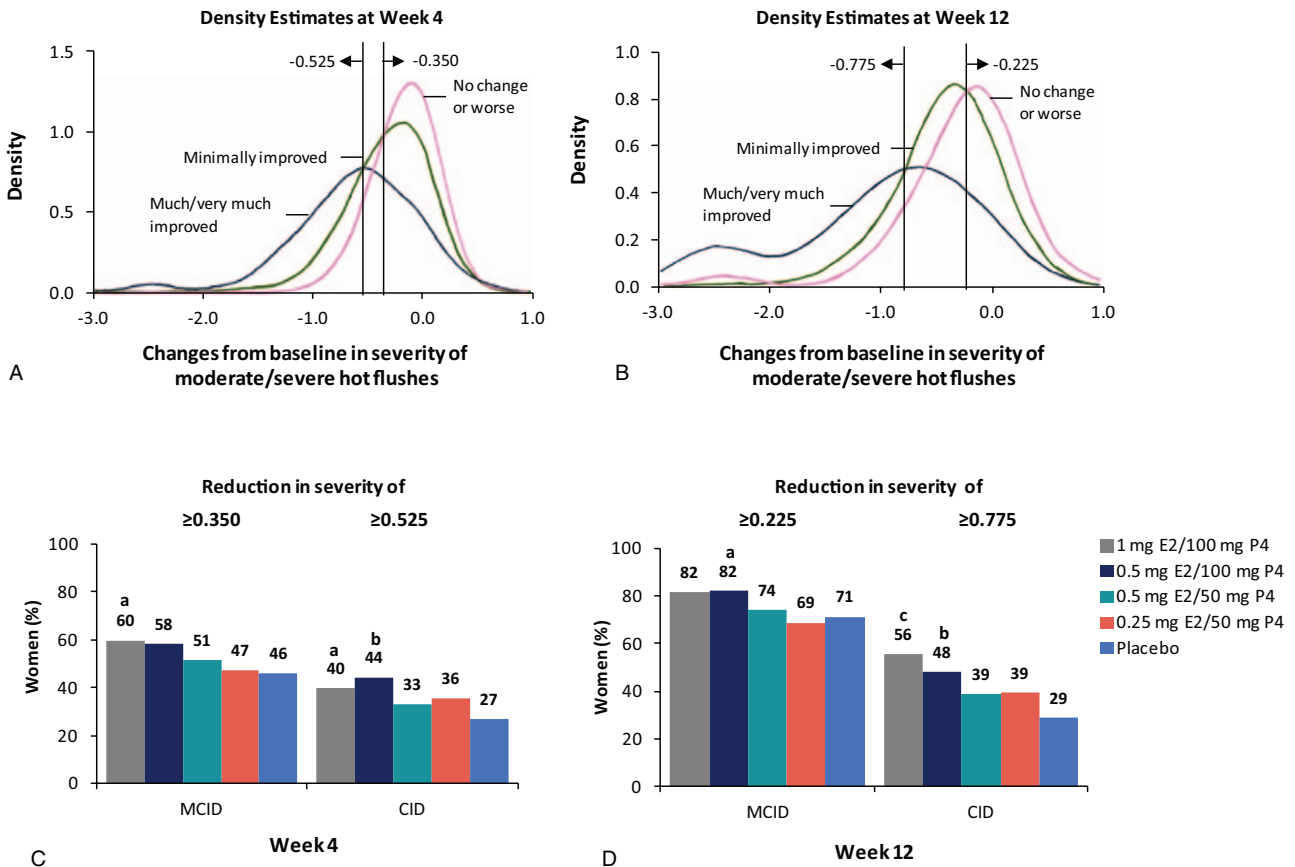 Density Estimates at Week 4
1.5
1.0
0.5
0.0
Density
-0.525
-0.350
No change
or worse
Minimally improved
Much/very much
improved
-3.0 -2.0 -1.0 0.0 1.0
Changes from baseline in severity of
moderate/severe hot flushes
A
Density Estimates at Week 12
1.0
0.8
0.6
0.4
0.2
0.0
Density
-0.775
-0.225
No change
or worse
Minimally improved
Much/very much
improved
-3.0 -2.0 -1.0 0.0 1.0
Changes from baseline in severity of
moderate/severe hot flushes
B
Reduction in severity of
≥0.350 ≥0.525
100
80
60
40
20
0
Women (%)
a
60 58 51 47 46
a b
40 44 33 36 27
MCID CID
Week 4
C
Reduction in severity of
≥0.225 ≥0.775
100
80
60
40
20
0
Women (%)
a
82 82 74 69 71
c b
56 48 39 39 29
MCID CID
Week 12
D
1 mg E2/100 mg P4
0.5 mg E2/100 mg P4
0.5 mg E2/50 mg P4
0.25 mg E2/50 mg P4
Placebo